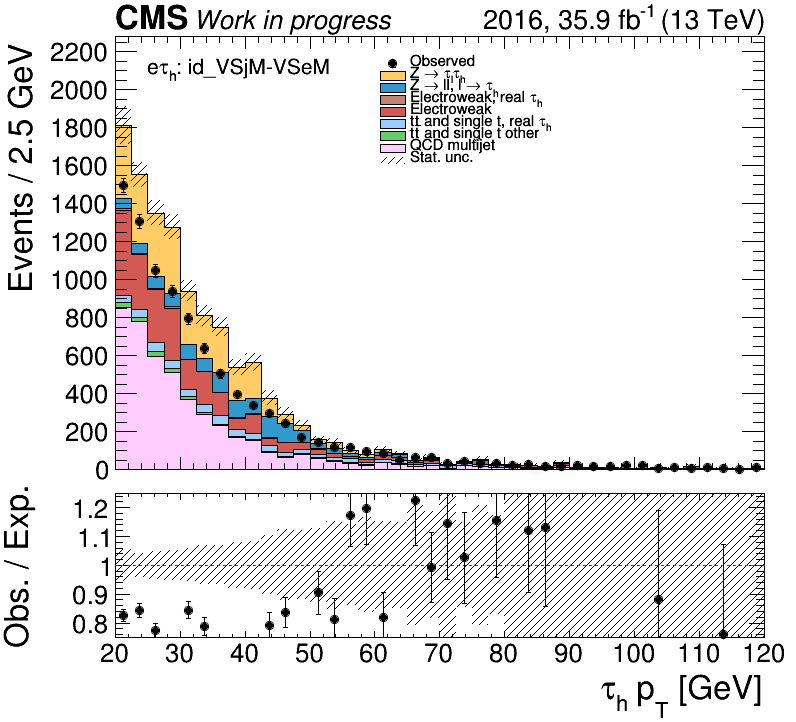 CMS Work in progress 2016, 35.9 fb⁻¹ (13 TeV)
Events / 2.5 GeV
eτh: id_VSjM-VSeM
Observed
Z → τ τh
Z → ll, l → τh
Electroweak, real τh
Electroweak
tt and single t, real τh
tt and single t other
QCD multijet
Stat. unc.
2200
2000
1800
1600
1400
1200
1000
800
600
400
200
0
Obs. / Exp.
1.2
1.1
1
0.9
0.8
20 30 40 50 60 70 80 90 100 110 120
τh pT [GeV]